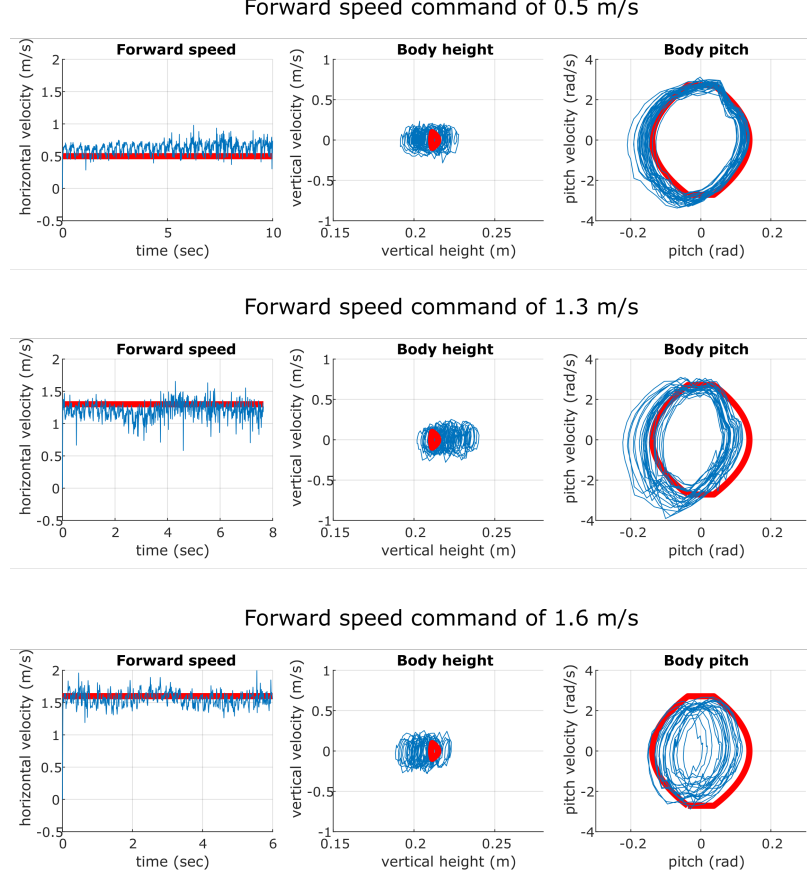 Forward speed command of 0.5 m/s
Forward speed
Body height
Body pitch
horizontal velocity (m/s)
2
1.5
1
0.5
0
-0.5
0
5
10
time (sec)
vertical velocity (m/s)
1
0.5
0
-0.5
-1
0.15
0.2
0.25
vertical height (m)
pitch velocity (rad/s)
4
2
0
-2
-4
-0.2
0
0.2
pitch (rad)
Forward speed command of 1.3 m/s
Forward speed
Body height
Body pitch
horizontal velocity (m/s)
2
1.5
1
0.5
0
-0.5
0
2
4
6
8
time (sec)
vertical velocity (m/s)
1
0.5
0
-0.5
-1
0.15
0.2
0.25
vertical height (m)
pitch velocity (rad/s)
4
2
0
-2
-4
-0.2
0
0.2
pitch (rad)
Forward speed command of 1.6 m/s
Forward speed
Body height
Body pitch
horizontal velocity (m/s)
2
1.5
1
0.5
0
-0.5
0
2
4
6
time (sec)
vertical velocity (m/s)
1
0.5
0
-0.5
-1
0.15
0.2
0.25
vertical height (m)
pitch velocity (rad/s)
4
2
0
-2
-4
-0.2
0
0.2
pitch (rad)